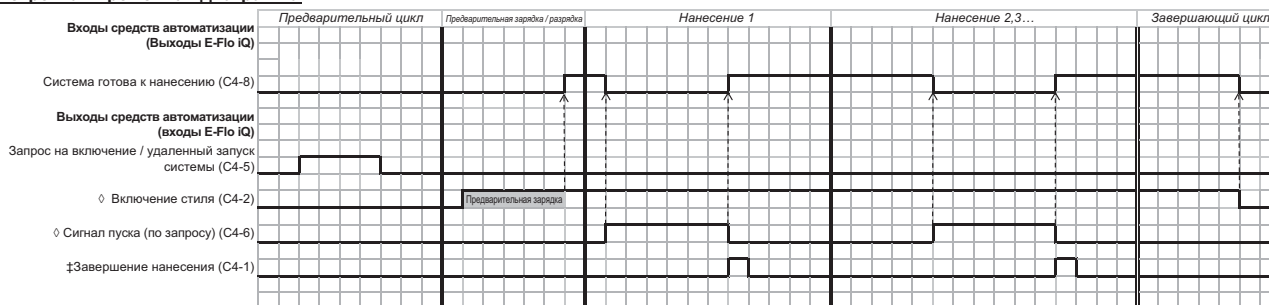 Предварительный цикл
Предварительная зарядка / разрядка
Нанесение 1
Нанесение 2,3...
Завершающий цикл
Входы средств автоматизации
(Выходы E-Flo iQ)
Система готова к нанесению (C4-8)
Выходы средств автоматизации
(входы E-Flo iQ)
Запрос на включение / удаленный запуск
системы (C4-5)
◊ Включение стиля (C4-2)
Предварительная зарядка
◊ Сигнал пуска (по запросу) (C4-6)
‡Завершение нанесения (C4-1)